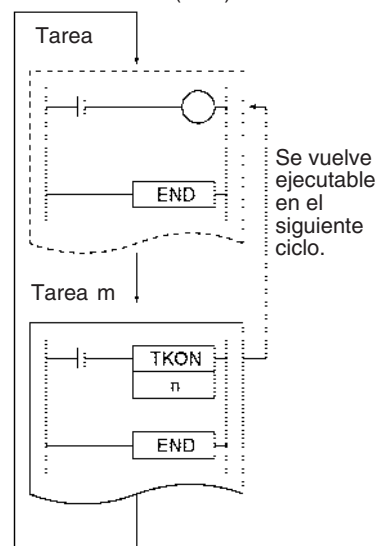 Tarea
END
Se vuelve
ejecutable
en el
siguiente
ciclo.
Tarea m
TKON
n
END